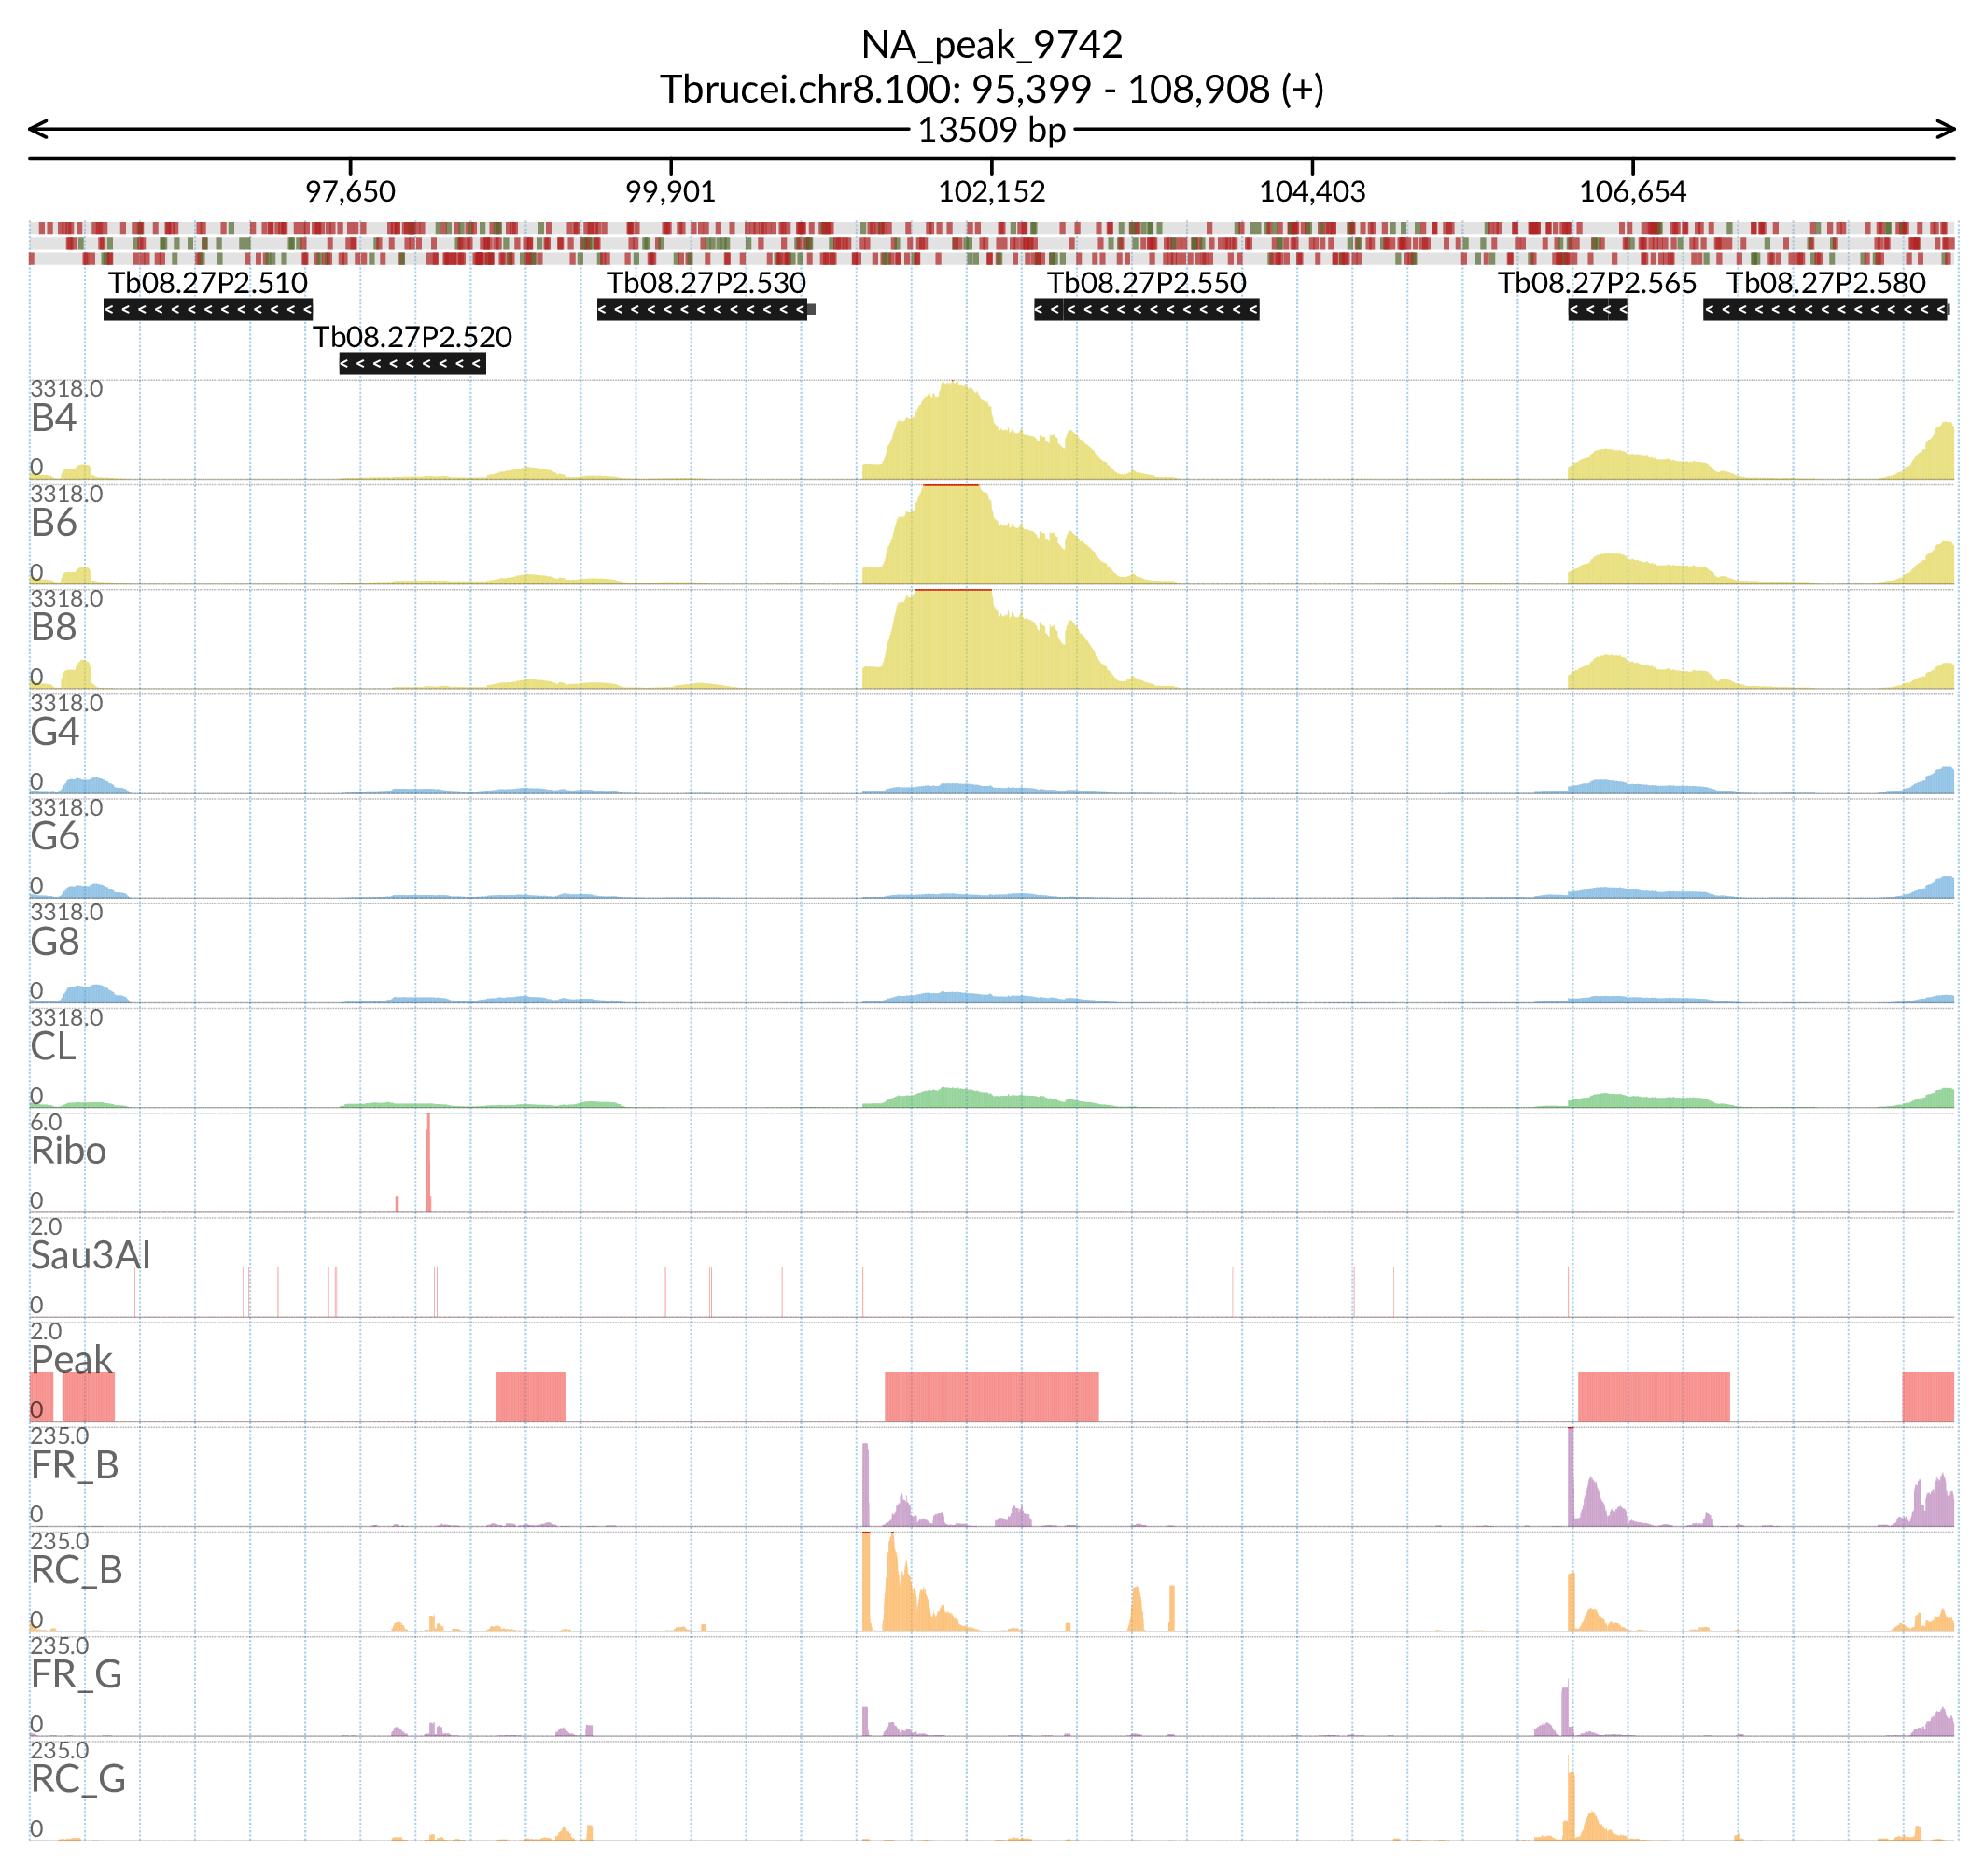 NA_peak_9742
Tbrucei.chr8.100: 95,399 - 108,908 (+)
13509 bp
97,650 99,901 102,152 104,403 106,654
Tb08.27P2.510 Tb08.27P2.530 Tb08.27P2.550 Tb08.27P2.565 Tb08.27P2.580
Tb08.27P2.520
3318.0
B4
0
3318.0
B6
0
3318.0
B8
0
3318.0
G4
0
3318.0
G6
0
3318.0
G8
0
3318.0
CL
0
6.0
Ribo
0
2.0
Sau3AI
0
2.0
Peak
0
235.0
FR_B
0
235.0
RC_B
0
235.0
FR_G
0
235.0
RC_G
0